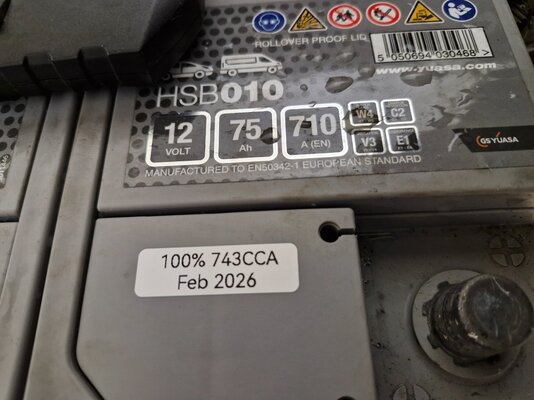 ROLLOVER PROOF LID
5 050694 030468 >
www.yuasa.com
HSB010
12 VOLT
75 Ah
710 A (EN)
W4
C2
V3
E1
GS YUASA
MANUFACTURED TO EN50342-1 EUROPEAN STANDARD
100% 743CCA
Feb 2026